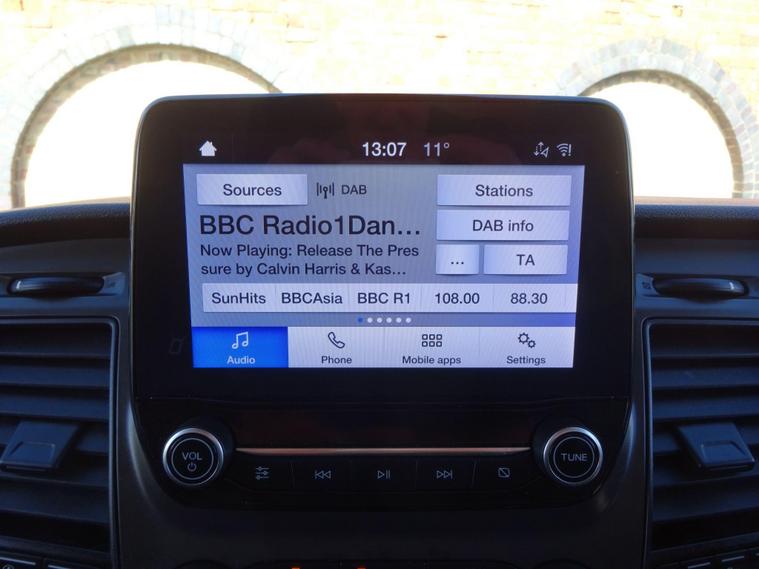 13:07 11°
Sources DAB Stations
BBC Radio1Dan...
DAB info
Now Playing: Release The Pres
sure by Calvin Harris & Kas...
... TA
SunHits BBCAsia BBC R1 108.00 88.30
Audio Phone Mobile apps Settings
VOL TUNE